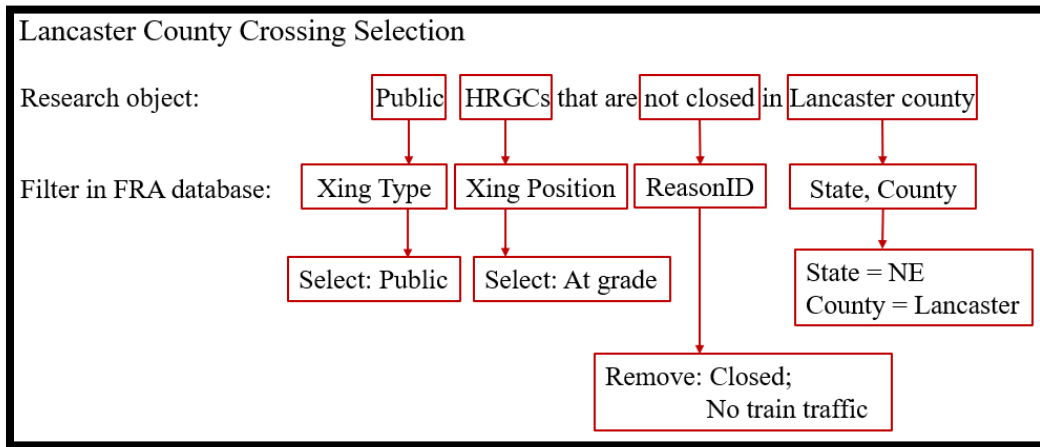 Lancaster County Crossing Selection
Research object: Public HRGCs that are not closed in Lancaster county
Filter in FRA database: Xing Type Xing Position ReasonID State, County
Select: Public Select: At grade State = NE
County = Lancaster
Remove: Closed;
No train traffic